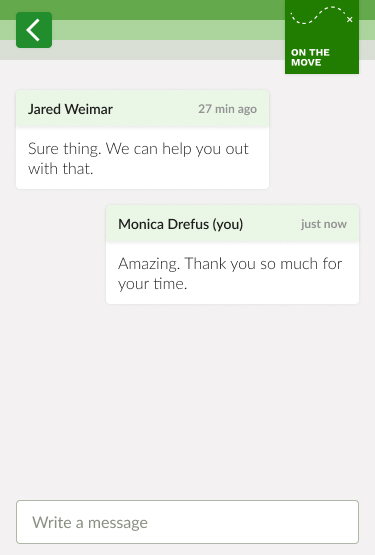 ON THE
MOVE
Jared Weimar 27 min ago
Sure thing. We can help you out
with that.
Monica Drefus (you) just now
Amazing. Thank you so much for
your time.
Write a message